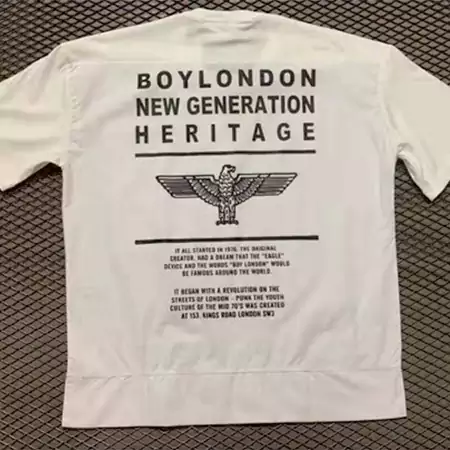 BOYLONDON
NEW GENERATION
HERITAGE
IT ALL STARTED IN 1976. THE ORIGINAL
CREATOR, HAD A DREAM THAT THE "EAGLE"
DEVICE AND THE WORDS "BOY LONDON" WOULD
BE FAMOUS AROUND THE WORLD.
IT BEGAN WITH A REVOLUTION ON THE
STREETS OF LONDON - PUNK THE YOUTH
CULTURE OF THE MID 70'S WAS CREATED
AT 153. KINGS ROAD LONDON SW3